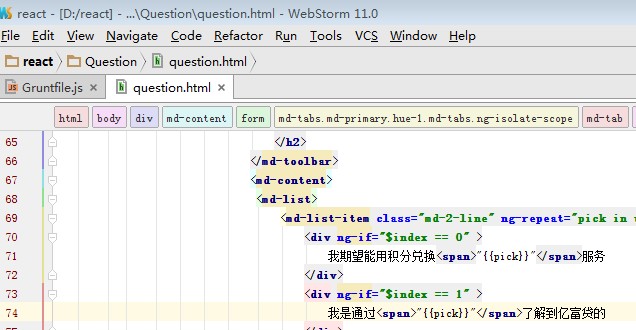 react - [D:/react] - ...\Question\question.html - WebStorm 11.0
File Edit View Navigate Code Refactor Run Tools VCS Window Help
react Question question.html
Gruntfile.js question.html
html body div md-content form md-tabs.md-primary.hue-1.md-tabs.ng-isolate-scope md-tab
65 </h2>
66 </md-toolbar>
67 <md-content>
68 <md-list>
69 <md-list-item class="md-2-line" ng-repeat="pick in
70 <div ng-if="$index == 0" >
71 我期望能用积分兑换<span>"{{pick}}"</span>服务
72 </div>
73 <div ng-if="$index == 1" >
74 我是通过<span>"{{pick}}"</span>了解到亿富贷的